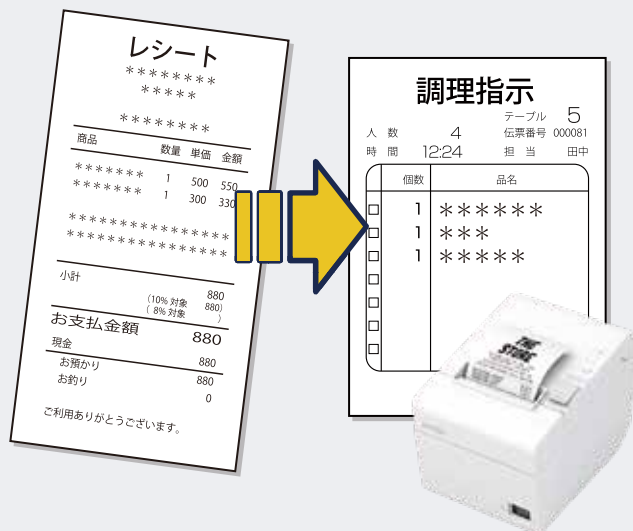 レシート
********
*****
********
商品 数量 単価 金額
******* 1 500 550
******* 1 300 330
****************
****************
小計 880
(10% 対象 880)
( 8% 対象 )
お支払金額 880
現金 880
お預かり 880
お釣り 0
ご利用ありがとうございます。
調理指示
テーブル 5
人 数 4 伝票番号 000081
時 間 12:24 担 当 田中
個数 品名
1 ******
1 ***
1 *****
THE
STORE